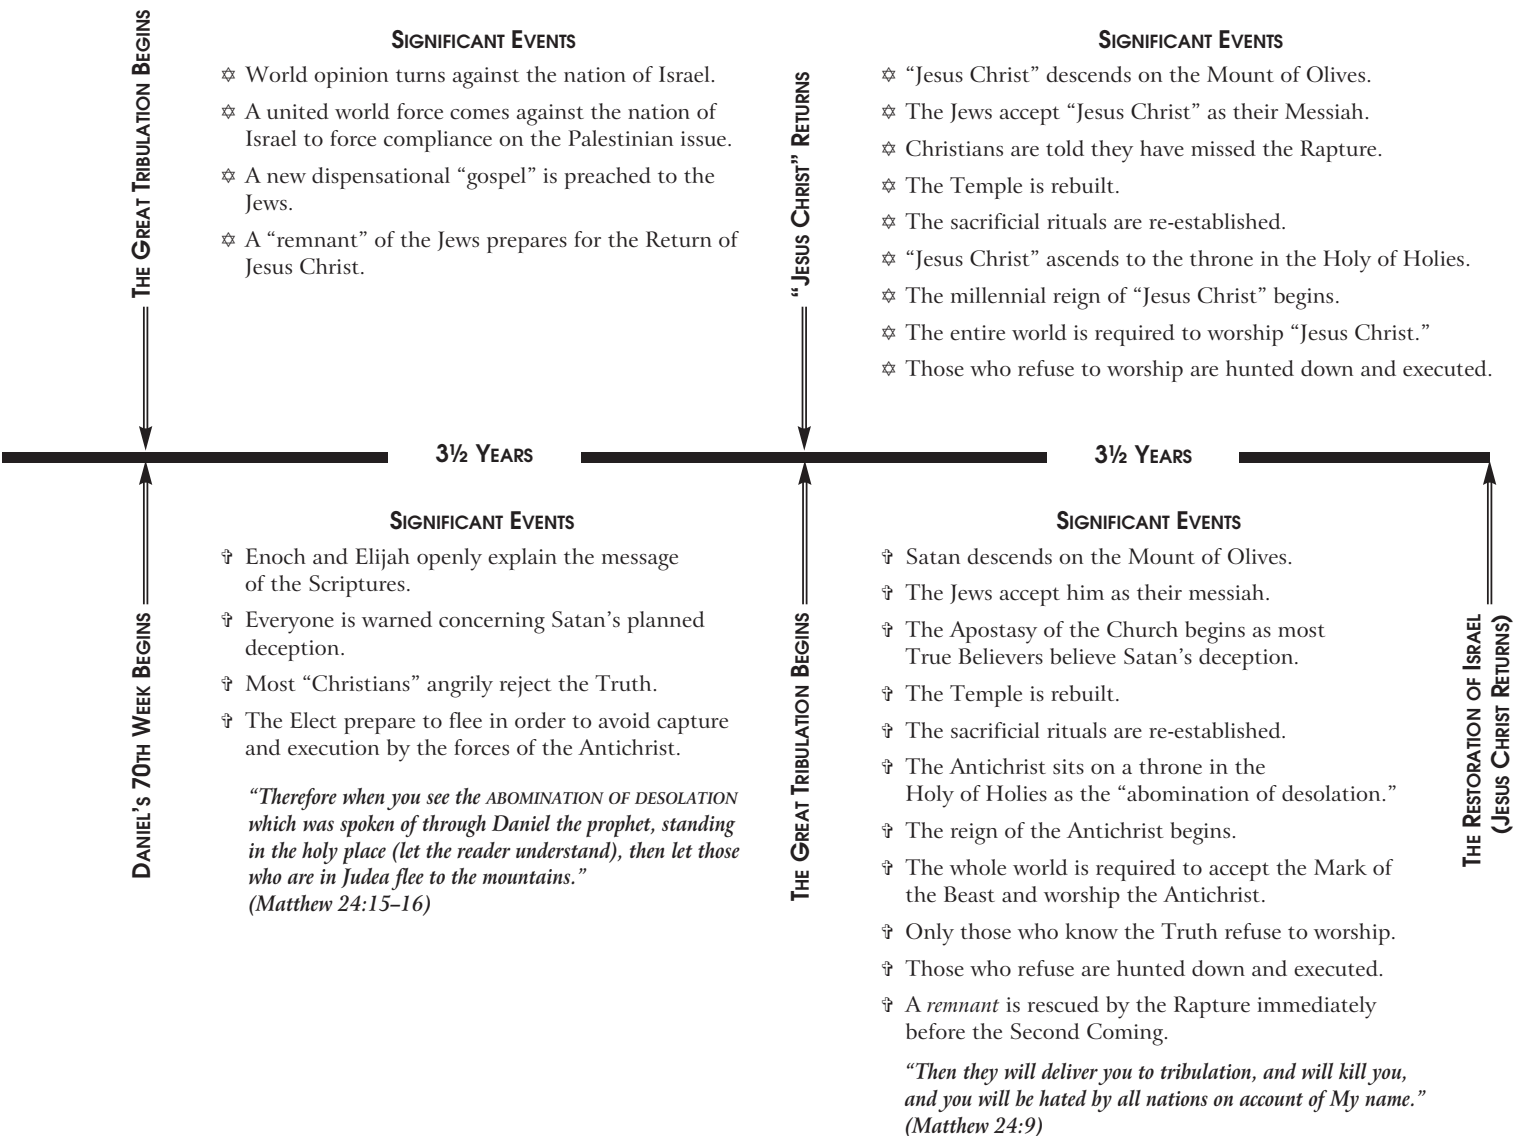 THE GREAT TRIBULATION BEGINS
SIGNIFICANT EVENTS
✡ World opinion turns against the nation of Israel.
✡ A united world force comes against the nation of
Israel to force compliance on the Palestinian issue.
✡ A new dispensational “gospel” is preached to the
Jews.
✡ A “remnant” of the Jews prepares for the Return of
Jesus Christ.
“JESUS CHRIST” RETURNS
SIGNIFICANT EVENTS
✡ “Jesus Christ” descends on the Mount of Olives.
✡ The Jews accept “Jesus Christ” as their Messiah.
✡ Christians are told they have missed the Rapture.
✡ The Temple is rebuilt.
✡ The sacrificial rituals are re-established.
✡ “Jesus Christ” ascends to the throne in the Holy of Holies.
✡ The millennial reign of “Jesus Christ” begins.
✡ The entire world is required to worship “Jesus Christ.”
✡ Those who refuse to worship are hunted down and executed.
3½ YEARS
3½ YEARS
DANIEL’S 70TH WEEK BEGINS
SIGNIFICANT EVENTS
✞ Enoch and Elijah openly explain the message
of the Scriptures.
✞ Everyone is warned concerning Satan’s planned
deception.
✞ Most “Christians” angrily reject the Truth.
✞ The Elect prepare to flee in order to avoid capture
and execution by the forces of the Antichrist.
“Therefore when you see the ABOMINATION OF DESOLATION
which was spoken of through Daniel the prophet, standing
in the holy place (let the reader understand), then let those
who are in Judea flee to the mountains.”
(Matthew 24:15–16)
THE GREAT TRIBULATION BEGINS
SIGNIFICANT EVENTS
✞ Satan descends on the Mount of Olives.
✞ The Jews accept him as their messiah.
✞ The Apostasy of the Church begins as most
True Believers believe Satan’s deception.
✞ The Temple is rebuilt.
✞ The sacrificial rituals are re-established.
✞ The Antichrist sits on a throne in the
Holy of Holies as the “abomination of desolation.”
✞ The reign of the Antichrist begins.
✞ The whole world is required to accept the Mark of
the Beast and worship the Antichrist.
✞ Only those who know the Truth refuse to worship.
✞ Those who refuse are hunted down and executed.
✞ A remnant is rescued by the Rapture immediately
before the Second Coming.
“Then they will deliver you to tribulation, and will kill you,
and you will be hated by all nations on account of My name.”
(Matthew 24:9)
THE RESTORATION OF ISRAEL
(JESUS CHRIST RETURNS)